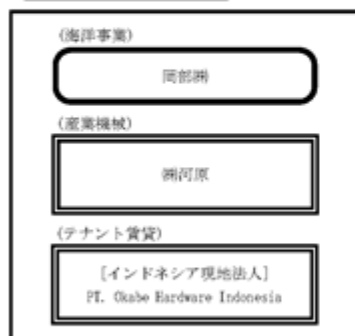 (海洋事業)
岡部㈱
(産業機械)
㈱河原
(テナント賃貸)
[インドネシア現地法人]
PT. Okabe Hardware Indonesia